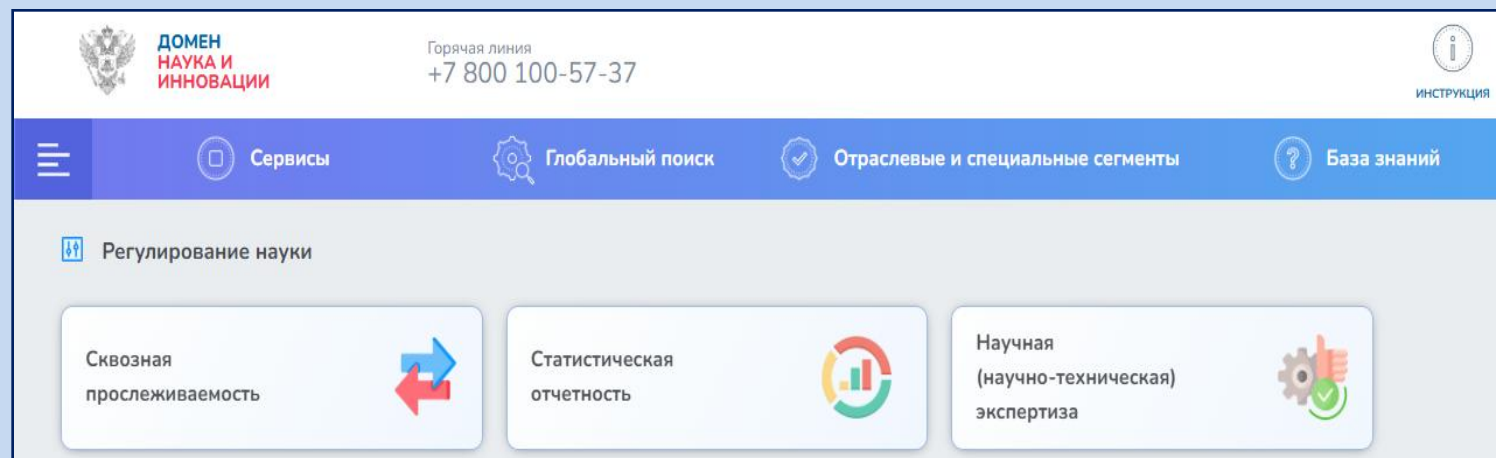 ДОМЕН
НАУКА И
ИННОВАЦИИ
Горячая линия
+7 800 100-57-37
ИНСТРУКЦИЯ
Сервисы
Глобальный поиск
Отраслевые и специальные сегменты
База знаний
Регулирование науки
Сквозная
прослеживаемость
Статистическая
отчетность
Научная
(научно-техническая)
экспертиза